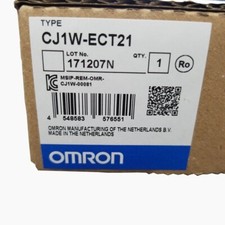 TYPE
CJ1W-ECT21
LOT No.
QTY.
171207N
1
Ro
MSIP-REM-OMR-
CJ1W-00081
OMRON MANUFACTURING OF
THE NETHERLANDS B.V.
MADE IN THE NETHERLANDS
OMRON
4 548583 576551